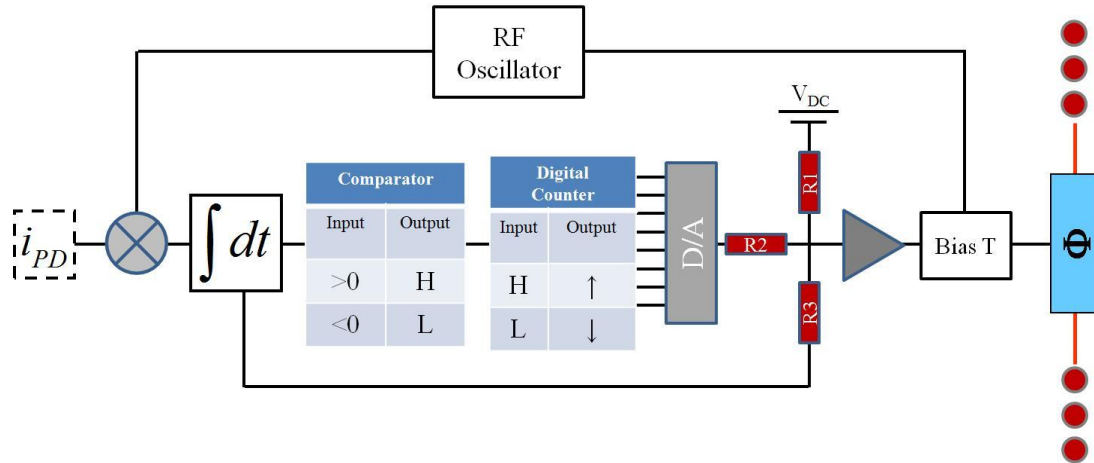 RF
Oscillator
V_DC
Comparator
Input Output
>0 H
<0 L
Digital
Counter
Input Output
H ↑
L ↓
i_PD
∫ dt
D/A
R1
R2
R3
Bias T
Φ